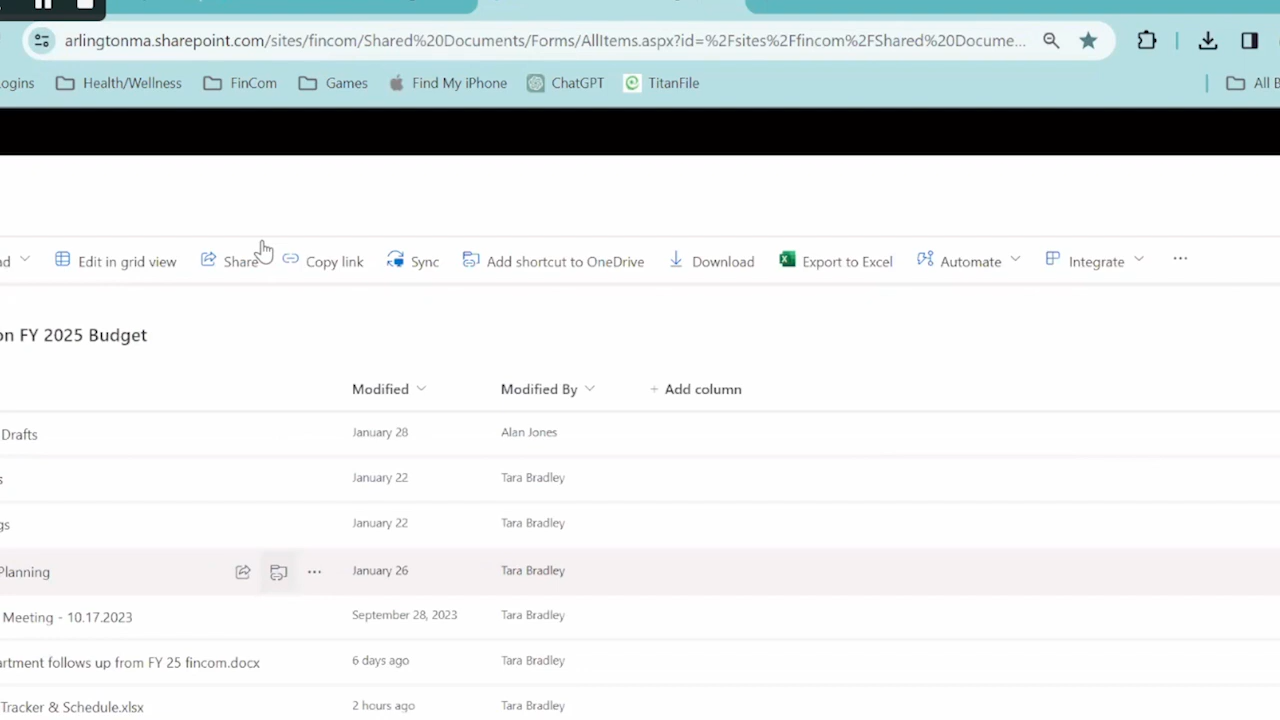 arlingtonma.sharepoint.com/sites/fincom/Shared%20Documents/Forms/AllItems.aspx?id=%2Fsites%2Ffincom%2FShared%20Docume...
ogins Health/Wellness FinCom Games Find My iPhone ChatGPT TitanFile All B
ad Edit in grid view Share Copy link Sync Add shortcut to OneDrive Download Export to Excel Automate Integrate ...
on FY 2025 Budget
Modified Modified By + Add column
Drafts January 28 Alan Jones
s January 22 Tara Bradley
gs January 22 Tara Bradley
Planning ... January 26 Tara Bradley
Meeting - 10.17.2023 September 28, 2023 Tara Bradley
artment follows up from FY 25 fincom.docx 6 days ago Tara Bradley
Tracker & Schedule.xlsx 2 hours ago Tara Bradley